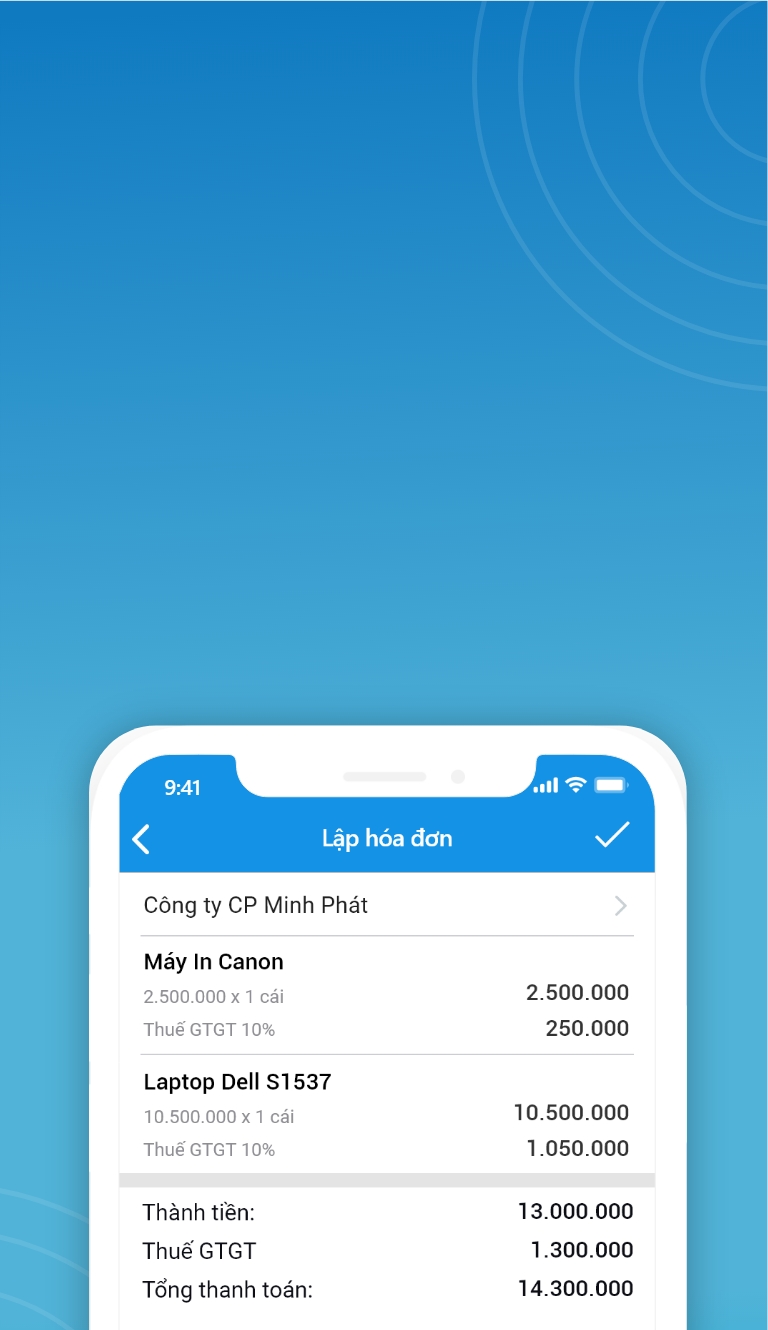 9:41
Lập hóa đơn
Công ty CP Minh Phát
Máy In Canon
2.500.000 x 1 cái 2.500.000
Thuế GTGT 10% 250.000
Laptop Dell S1537
10.500.000 x 1 cái 10.500.000
Thuế GTGT 10% 1.050.000
Thành tiền: 13.000.000
Thuế GTGT 1.300.000
Tổng thanh toán: 14.300.000